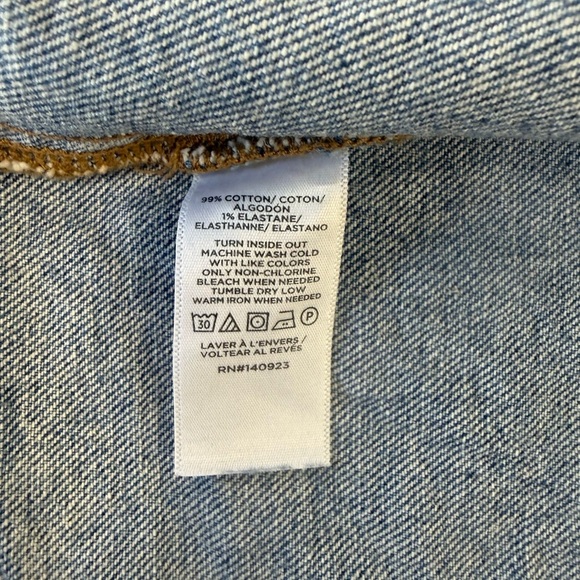 99% COTTON/ COTON/
ALGODÓN
1% ELASTANE/
ELASTHANNE/ ELASTANO
TURN INSIDE OUT
MACHINE WASH COLD
WITH LIKE COLORS
ONLY NON-CHLORINE
BLEACH WHEN NEEDED
TUMBLE DRY LOW
WARM IRON WHEN NEEDED
30 P
LAVER À L'ENVERS /
VOLTEAR AL REVÉS
RN#140923